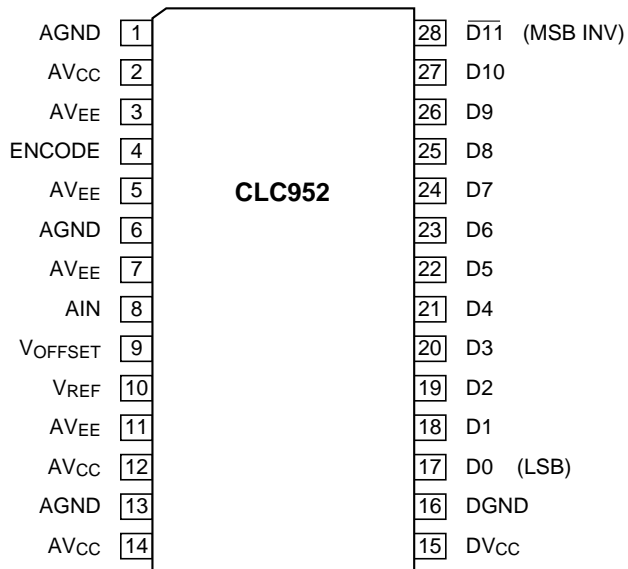 AGND 1 28 D̅1̅1̅ (MSB INV)
AVCC 2 27 D10
AVEE 3 26 D9
ENCODE 4 25 D8
AVEE 5 CLC952 24 D7
AGND 6 23 D6
AVEE 7 22 D5
AIN 8 21 D4
VOFFSET 9 20 D3
VREF 10 19 D2
AVEE 11 18 D1
AVCC 12 17 D0 (LSB)
AGND 13 16 DGND
AVCC 14 15 DVCC